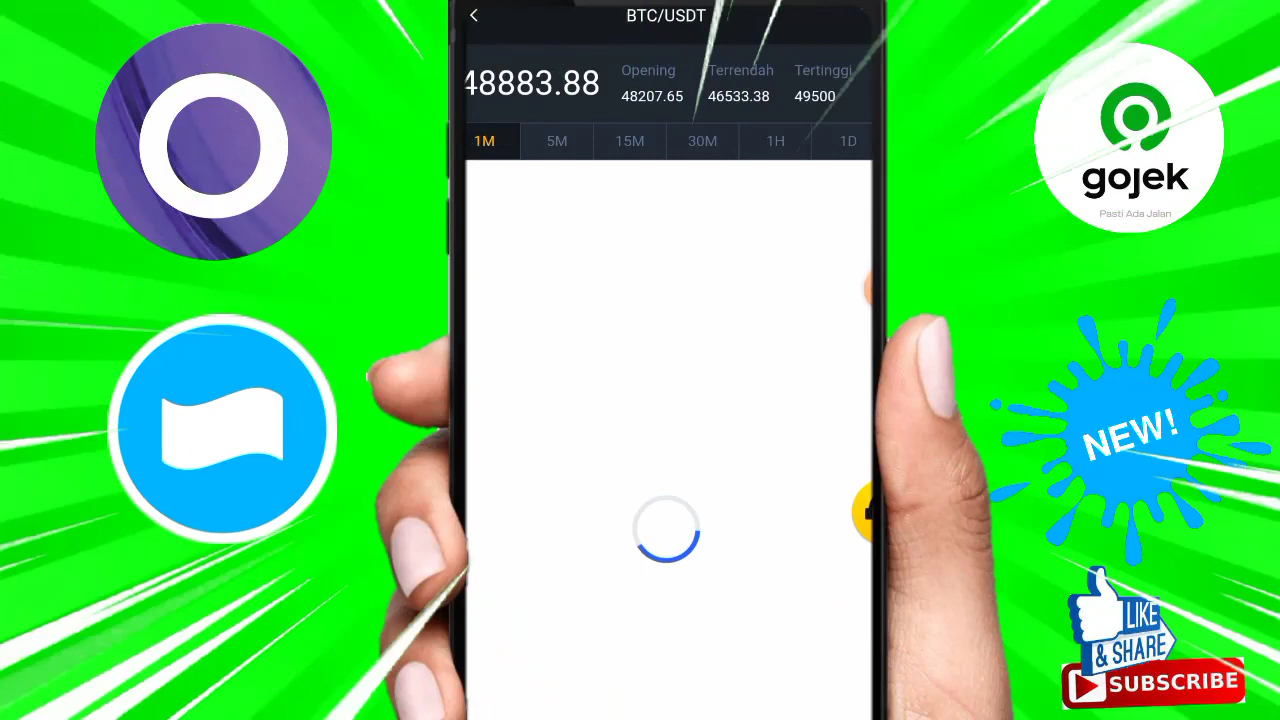 BTC/USDT
48883.88
Opening
Terrendah
Tertinggi
48207.65
46533.38
49500
1M
5M
15M
30M
1H
1D
gojek
Pasti Ada Jalan
NEW!
LIKE
& SHARE
SUBSCRIBE